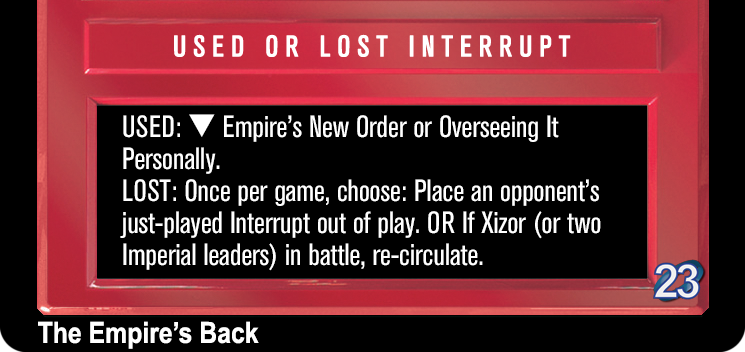 USED OR LOST INTERRUPT
USED: ▼ Empire’s New Order or Overseeing It
Personally.
LOST: Once per game, choose: Place an opponent’s
just-played Interrupt out of play. OR If Xizor (or two
Imperial leaders) in battle, re-circulate.
23
The Empire’s Back